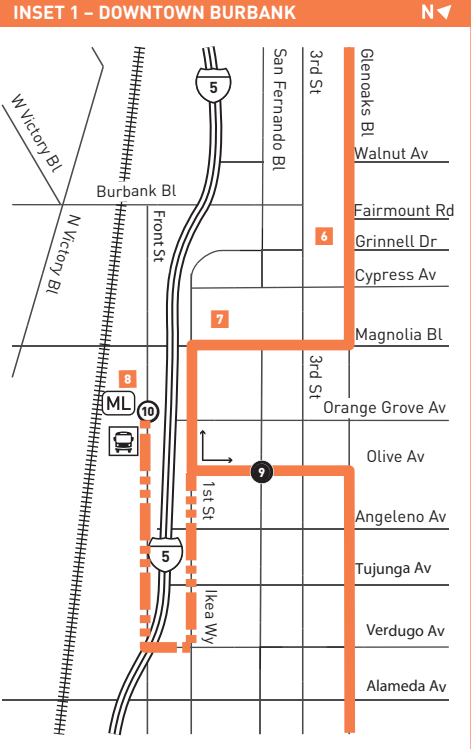 INSET 1 – DOWNTOWN BURBANK
N
5
San Fernando Bl
3rd St
Glenoaks Bl
W Victory Bl
Walnut Av
Burbank Bl
Fairmount Rd
N Victory Bl
Front St
6
Grinnell Dr
Cypress Av
7
Magnolia Bl
8
3rd St
ML
10
Orange Grove Av
Olive Av
9
1st St
Angeleno Av
5
Tujunga Av
Ikea Wy
Verdugo Av
Alameda Av